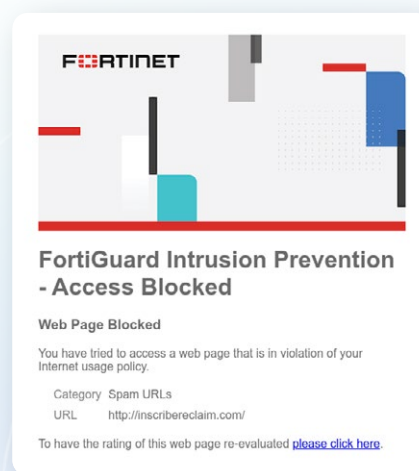 FORTINET
FortiGuard Intrusion Prevention
- Access Blocked
Web Page Blocked
You have tried to access a web page that is in violation of your
Internet usage policy.
Category Spam URLs
URL http://inscribereclaim.com/
To have the rating of this web page re-evaluated please click here.